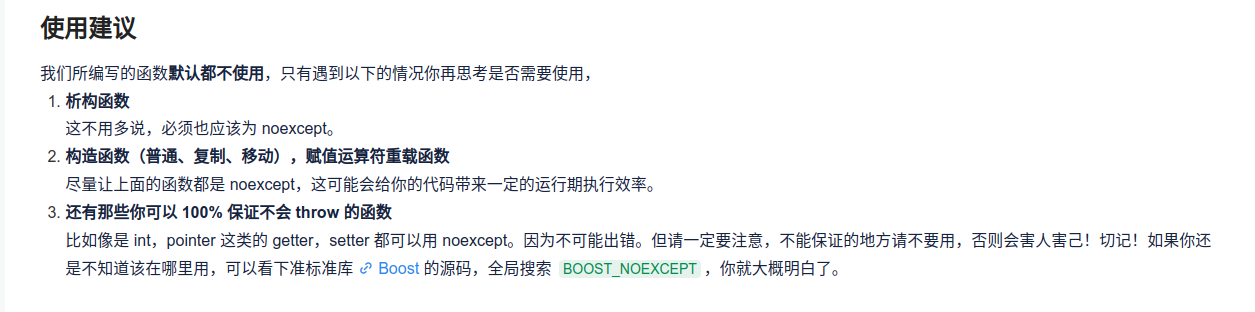 使用建议
我们所编写的函数默认都不使用，只有遇到以下的情况你再思考是否需要使用，
1. 析构函数
这不用多说，必须也应该为 noexcept。
2. 构造函数（普通、复制、移动），赋值运算符重载函数
尽量让上面的函数都是 noexcept，这可能会给你的代码带来一定的运行期执行效率。
3. 还有那些你可以 100% 保证不会 throw 的函数
比如像是 int，pointer 这类的 getter，setter 都可以用 noexcept。因为不可能出错。但请一定要注意，不能保证的地方请不要用，否则会害人害己！切记！如果你还
是不知道该在哪里用，可以看下准标准库 Boost 的源码，全局搜索 BOOST_NOEXCEPT，你就大概明白了。